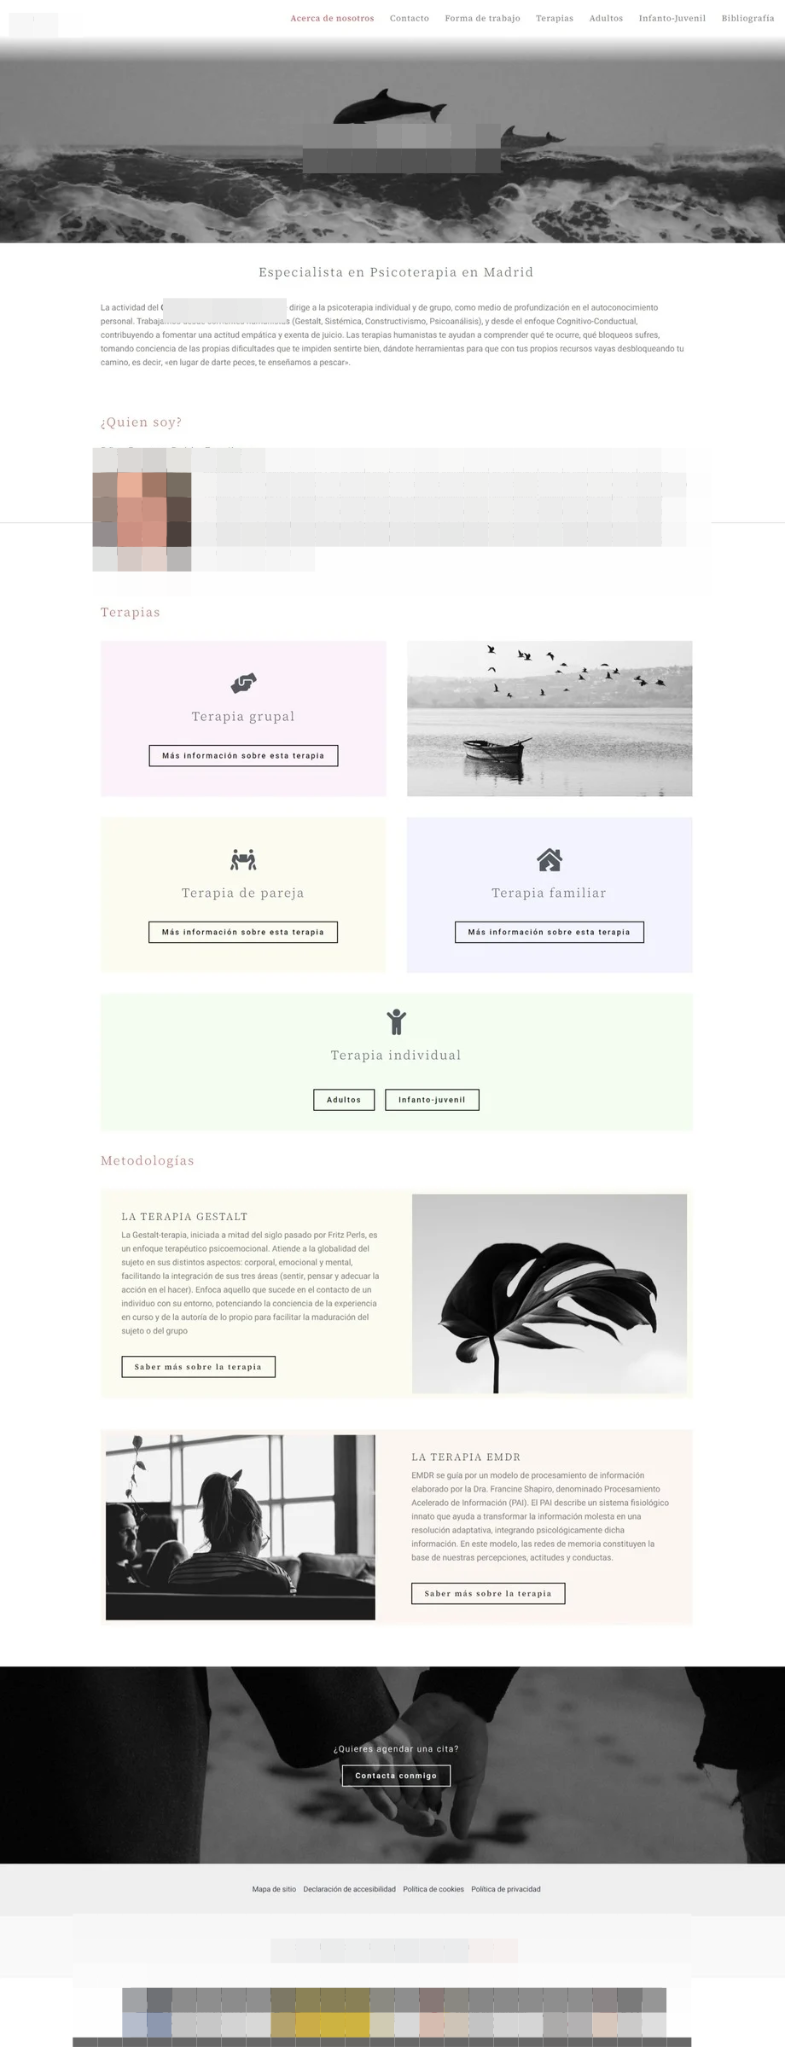 Acerca de nosotros Contacto Forma de trabajo Terapias Adultos Infanto-Juvenil Bibliografía
Especialista en Psicoterapia en Madrid
La actividad del dirige a la psicoterapia individual y de grupo, como medio de profundización en el autoconocimiento
personal. (Gestalt, Sistémica, Constructivismo, Psicoanálisis), y desde el enfoque Cognitivo-Conductual,
contribuyendo a fomentar una actitud empática y exenta de juicio. Las terapias humanistas te ayudan a comprender qué te ocurre, qué bloqueos sufres,
tomando conciencia de las propias dificultades que te impiden sentirte bien, dándote herramientas para que con tus propios recursos vayas desbloqueando tu
camino, es decir, «en lugar de darte peces, te enseñamos a pescar».
¿Quien soy?
Terapias
Terapia grupal
Más información sobre esta terapia
Terapia de pareja
Más información sobre esta terapia
Terapia familiar
Más información sobre esta terapia
Terapia individual
Adultos
Infanto-juvenil
Metodologías
LA TERAPIA GESTALT
La Gestalt-terapia, iniciada a mitad del siglo pasado por Fritz Perls, es
un enfoque terapéutico psicoemocional. Atiende a la globalidad del
sujeto en sus distintos aspectos: corporal, emocional y mental,
facilitando la integración de sus tres áreas (sentir, pensar y adecuar la
acción en el hacer). Enfoca aquello que sucede en el contacto de un
individuo con su entorno, potenciando la conciencia de la experiencia
en curso y de la autoría de lo propio para facilitar la maduración del
sujeto o del grupo
Saber más sobre la terapia
LA TERAPIA EMDR
EMDR se guía por un modelo de procesamiento de información
elaborado por la Dra. Francine Shapiro, denominado Procesamiento
Acelerado de Información (PAI). El PAI describe un sistema fisiológico
innato que ayuda a transformar la información molesta en una
resolución adaptativa, integrando psicológicamente dicha
información. En este modelo, las redes de memoria constituyen la
base de nuestras percepciones, actitudes y conductas.
Saber más sobre la terapia
¿Quieres agendar una cita?
Contacta conmigo
Mapa de sitio Declaración de accesibilidad Política de cookies Política de privacidad